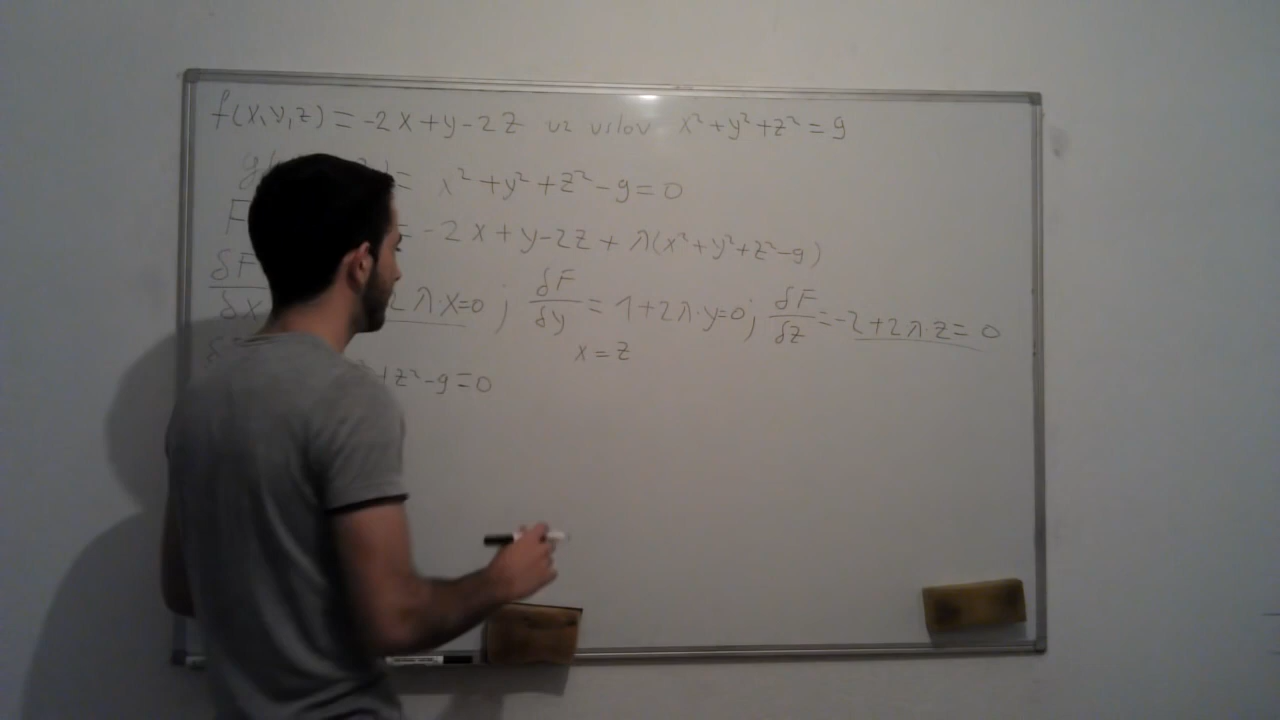 f(x,y,z) = -2x+y-2z uz uslov x²+y²+z² = 9
g( ) = x²+y²+z²-9=0
F = -2x+y-2z + λ(x²+y²+z²-9)
δF/δx 2λ·x=0 ; δF/δy = 1+2λ·y=0; δF/δz = -2+2λ·z = 0
x = z
δ +z²-9=0